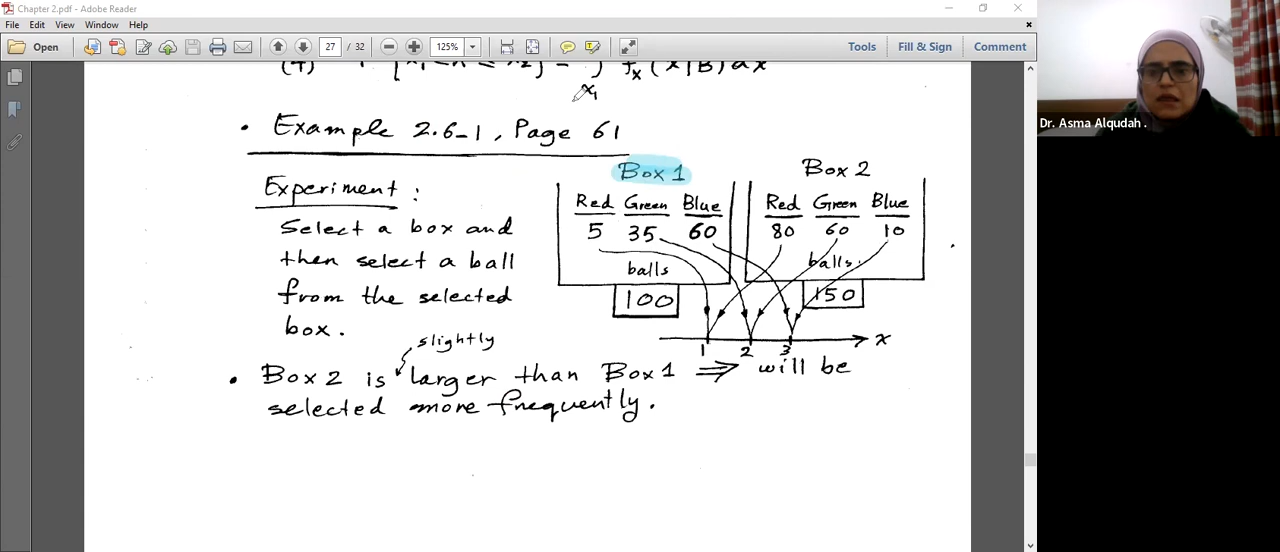 Chapter 2.pdf - Adobe Reader
File Edit View Window Help
Open 27 / 32 125% Tools Fill & Sign Comment
Dr. Asma Alqudah .
x1
• Example 2.6-1, Page 61
Experiment :
Select a box and
then select a ball
from the selected
box.
Box 1
Red Green Blue
5 35 60
balls
100
Box 2
Red Green Blue
80 60 10
balls.
150
1 2 3 x
slightly
• Box 2 is larger than Box 1 ⇒ will be
selected more frequently.